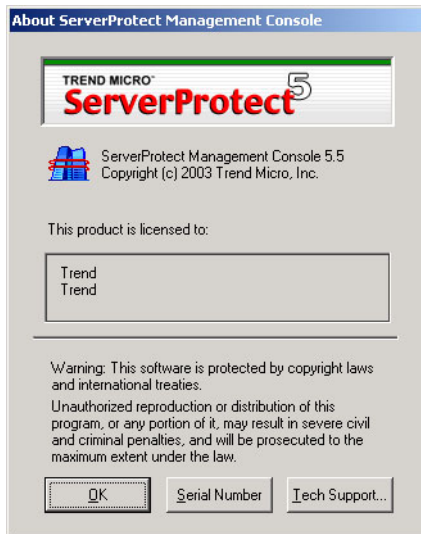 About ServerProtect Management Console
TREND MICRO™
ServerProtect 5
ServerProtect Management Console 5.5
Copyright (c) 2003 Trend Micro, Inc.
This product is licensed to:
Trend
Trend
Warning: This software is protected by copyright laws
and international treaties.
Unauthorized reproduction or distribution of this
program, or any portion of it, may result in severe civil
and criminal penalties, and will be prosecuted to the
maximum extent under the law.
OK Serial Number Tech Support...